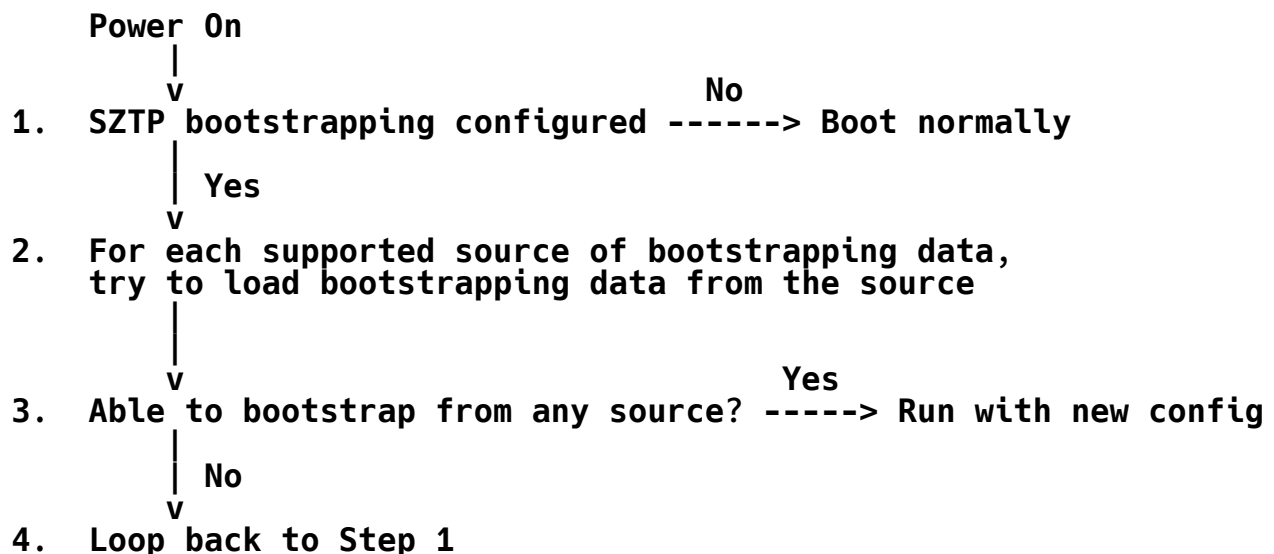 Power On
|
v No
1. SZTP bootstrapping configured ------> Boot normally
|
| Yes
v
2. For each supported source of bootstrapping data,
try to load bootstrapping data from the source
|
|
v Yes
3. Able to bootstrap from any source? -----> Run with new config
|
| No
v
4. Loop back to Step 1